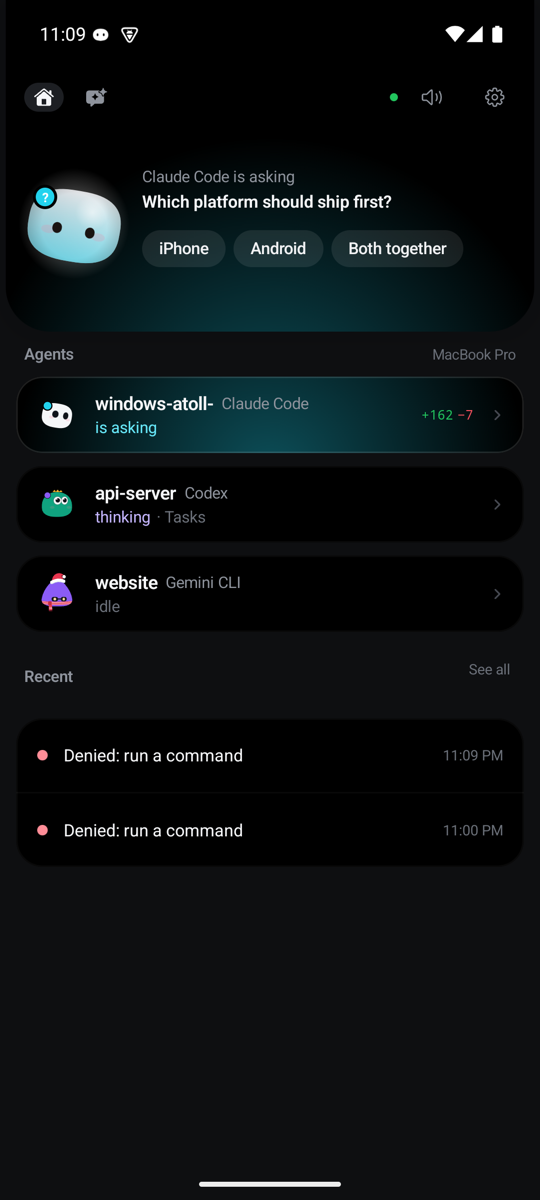 11:09
Claude Code is asking
?
Which platform should ship first?
iPhone Android Both together
Agents MacBook Pro
windows-atoll- Claude Code
is asking
+162 −7
api-server Codex
thinking · Tasks
website Gemini CLI
idle
Recent See all
Denied: run a command 11:09 PM
Denied: run a command 11:00 PM